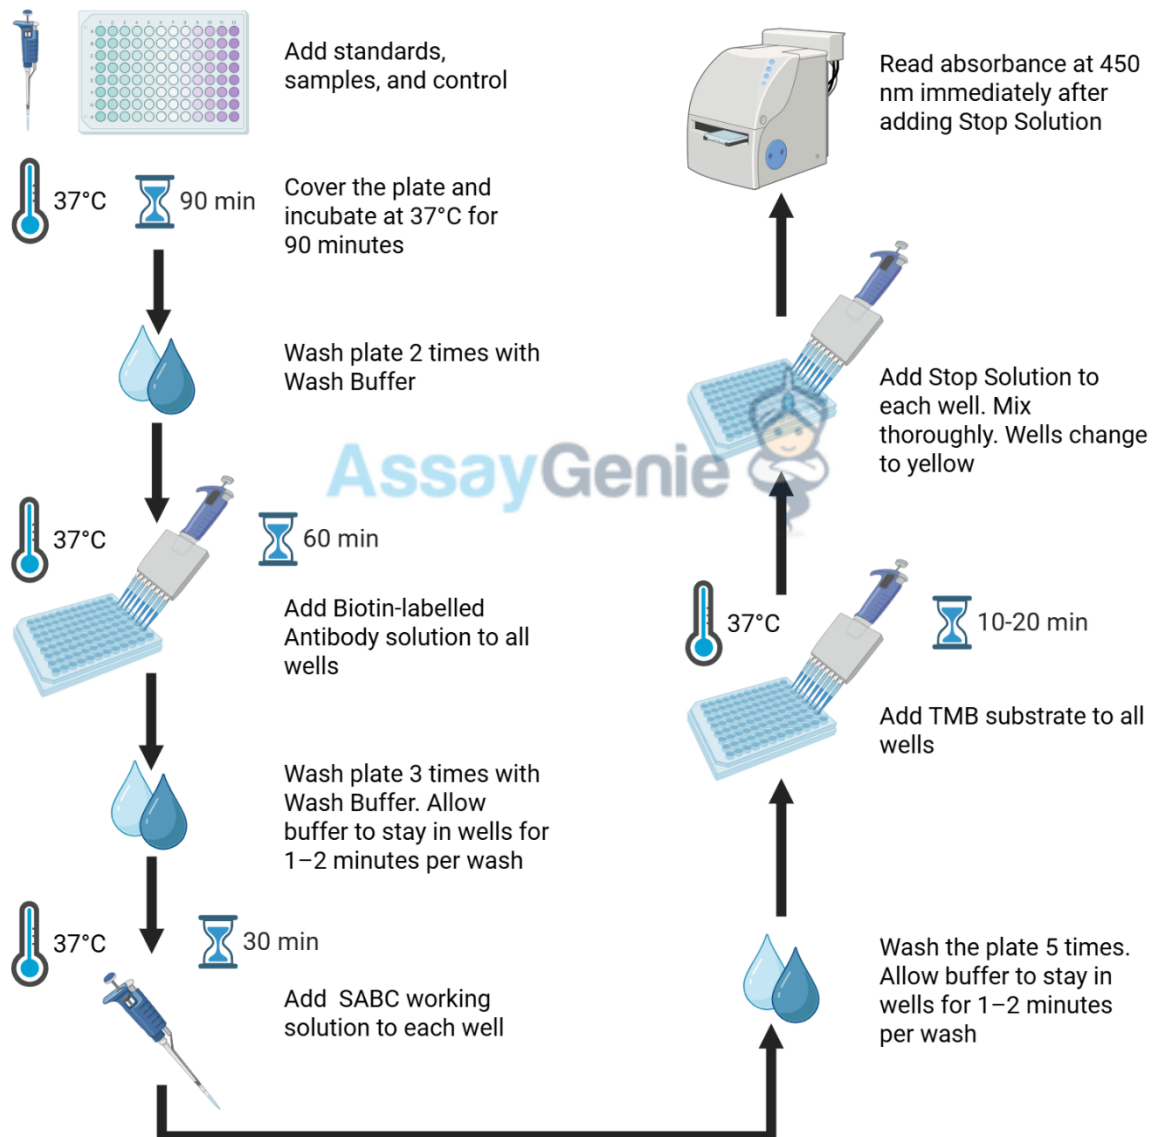 Add standards,
samples, and control
37°C
90 min
Cover the plate and
incubate at 37°C for
90 minutes
Wash plate 2 times with
Wash Buffer
37°C
60 min
Add Biotin-labelled
Antibody solution to all
wells
Wash plate 3 times with
Wash Buffer. Allow
buffer to stay in wells for
1–2 minutes per wash
37°C
30 min
Add SABC working
solution to each well
Wash the plate 5 times.
Allow buffer to stay in
wells for 1–2 minutes
per wash
37°C
10-20 min
Add TMB substrate to all
wells
Add Stop Solution to
each well. Mix
thoroughly. Wells change
to yellow
Read absorbance at 450
nm immediately after
adding Stop Solution
AssayGenie